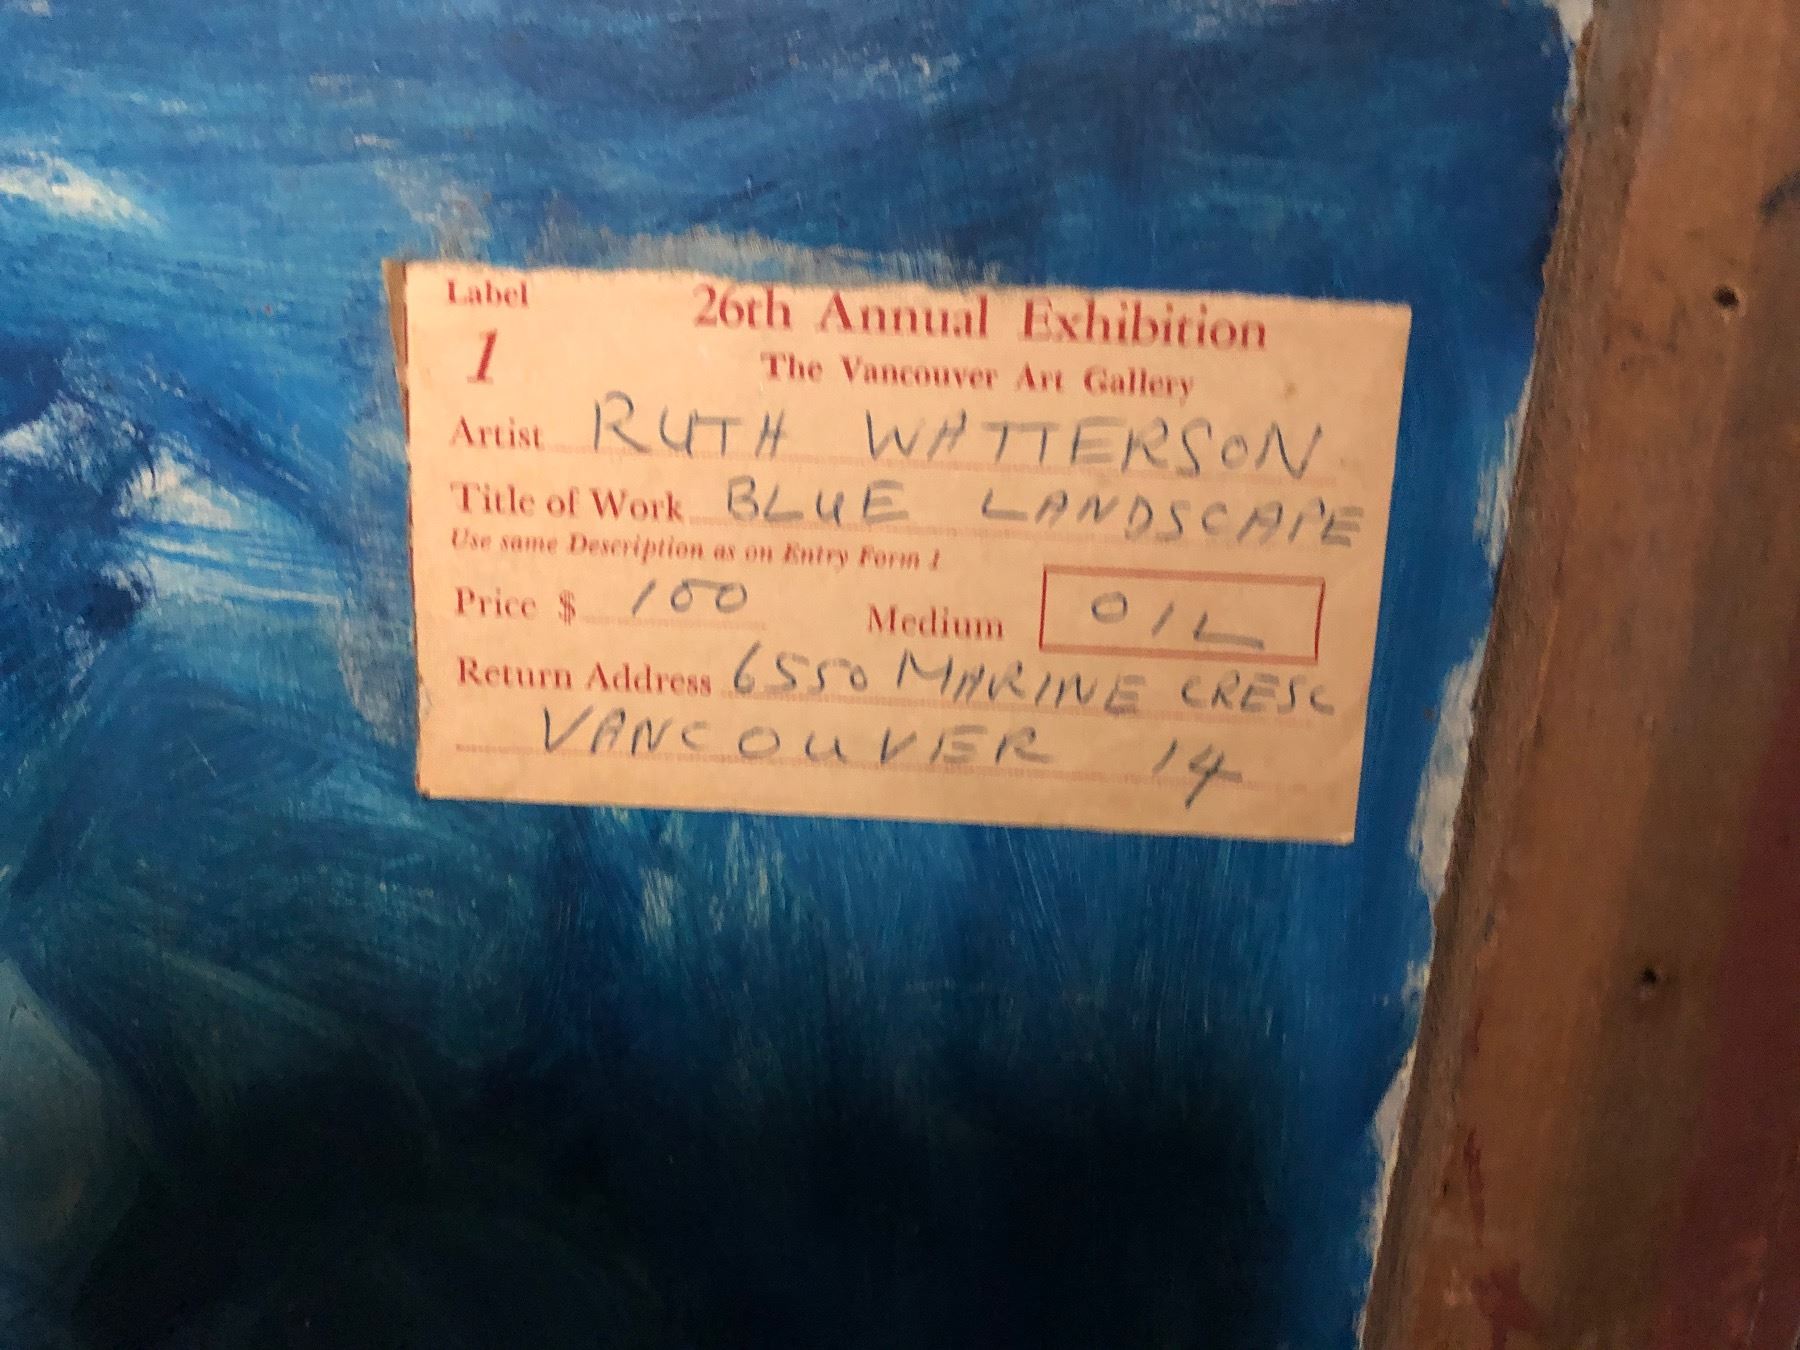 Label
1
26th Annual Exhibition
The Vancouver Art Gallery
Artist RUTH WATTERSON
Title of Work BLUE LANDSCAPE
Use same Description as on Entry Form 1
Price $ 100 Medium OIL
Return Address 6550 MARINE CRESC
VANCOUVER 14